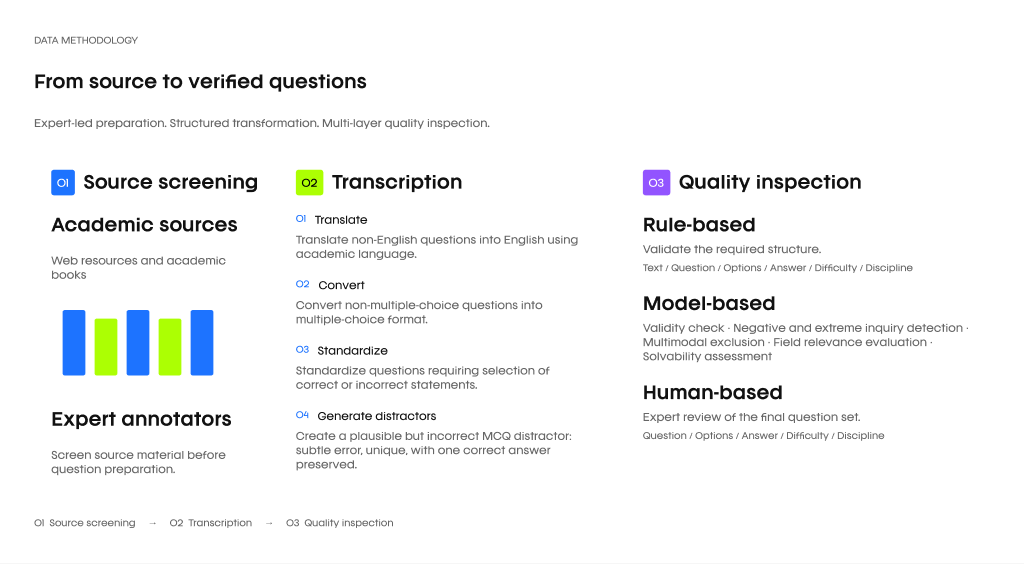 DATA METHODOLOGY
From source to verified questions
Expert-led preparation. Structured transformation. Multi-layer quality inspection.
01 Source screening
Academic sources
Web resources and academic
books
Expert annotators
Screen source material before
question preparation.
02 Transcription
01 Translate
Translate non-English questions into English using
academic language.
02 Convert
Convert non-multiple-choice questions into
multiple-choice format.
03 Standardize
Standardize questions requiring selection of
correct or incorrect statements.
04 Generate distractors
Create a plausible but incorrect MCQ distractor:
subtle error, unique, with one correct answer
preserved.
03 Quality inspection
Rule-based
Validate the required structure.
Text / Question / Options / Answer / Difficulty / Discipline
Model-based
Validity check · Negative and extreme inquiry detection ·
Multimodal exclusion · Field relevance evaluation ·
Solvability assessment
Human-based
Expert review of the final question set.
Question / Options / Answer / Difficulty / Discipline
01 Source screening → 02 Transcription → 03 Quality inspection